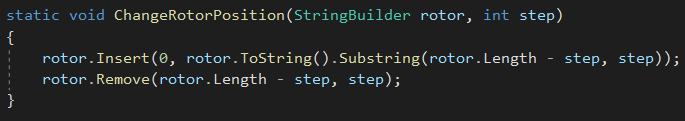 static void ChangeRotorPosition(StringBuilder rotor, int step)
{
rotor.Insert(0, rotor.ToString().Substring(rotor.Length - step, step));
rotor.Remove(rotor.Length - step, step);
}